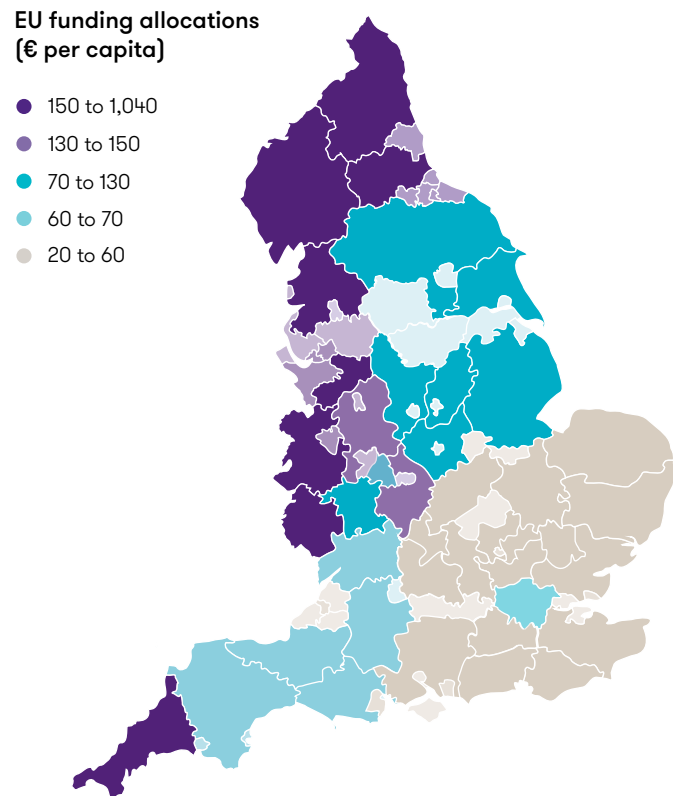 EU funding allocations
(€ per capita)
150 to 1,040
130 to 150
70 to 130
60 to 70
20 to 60